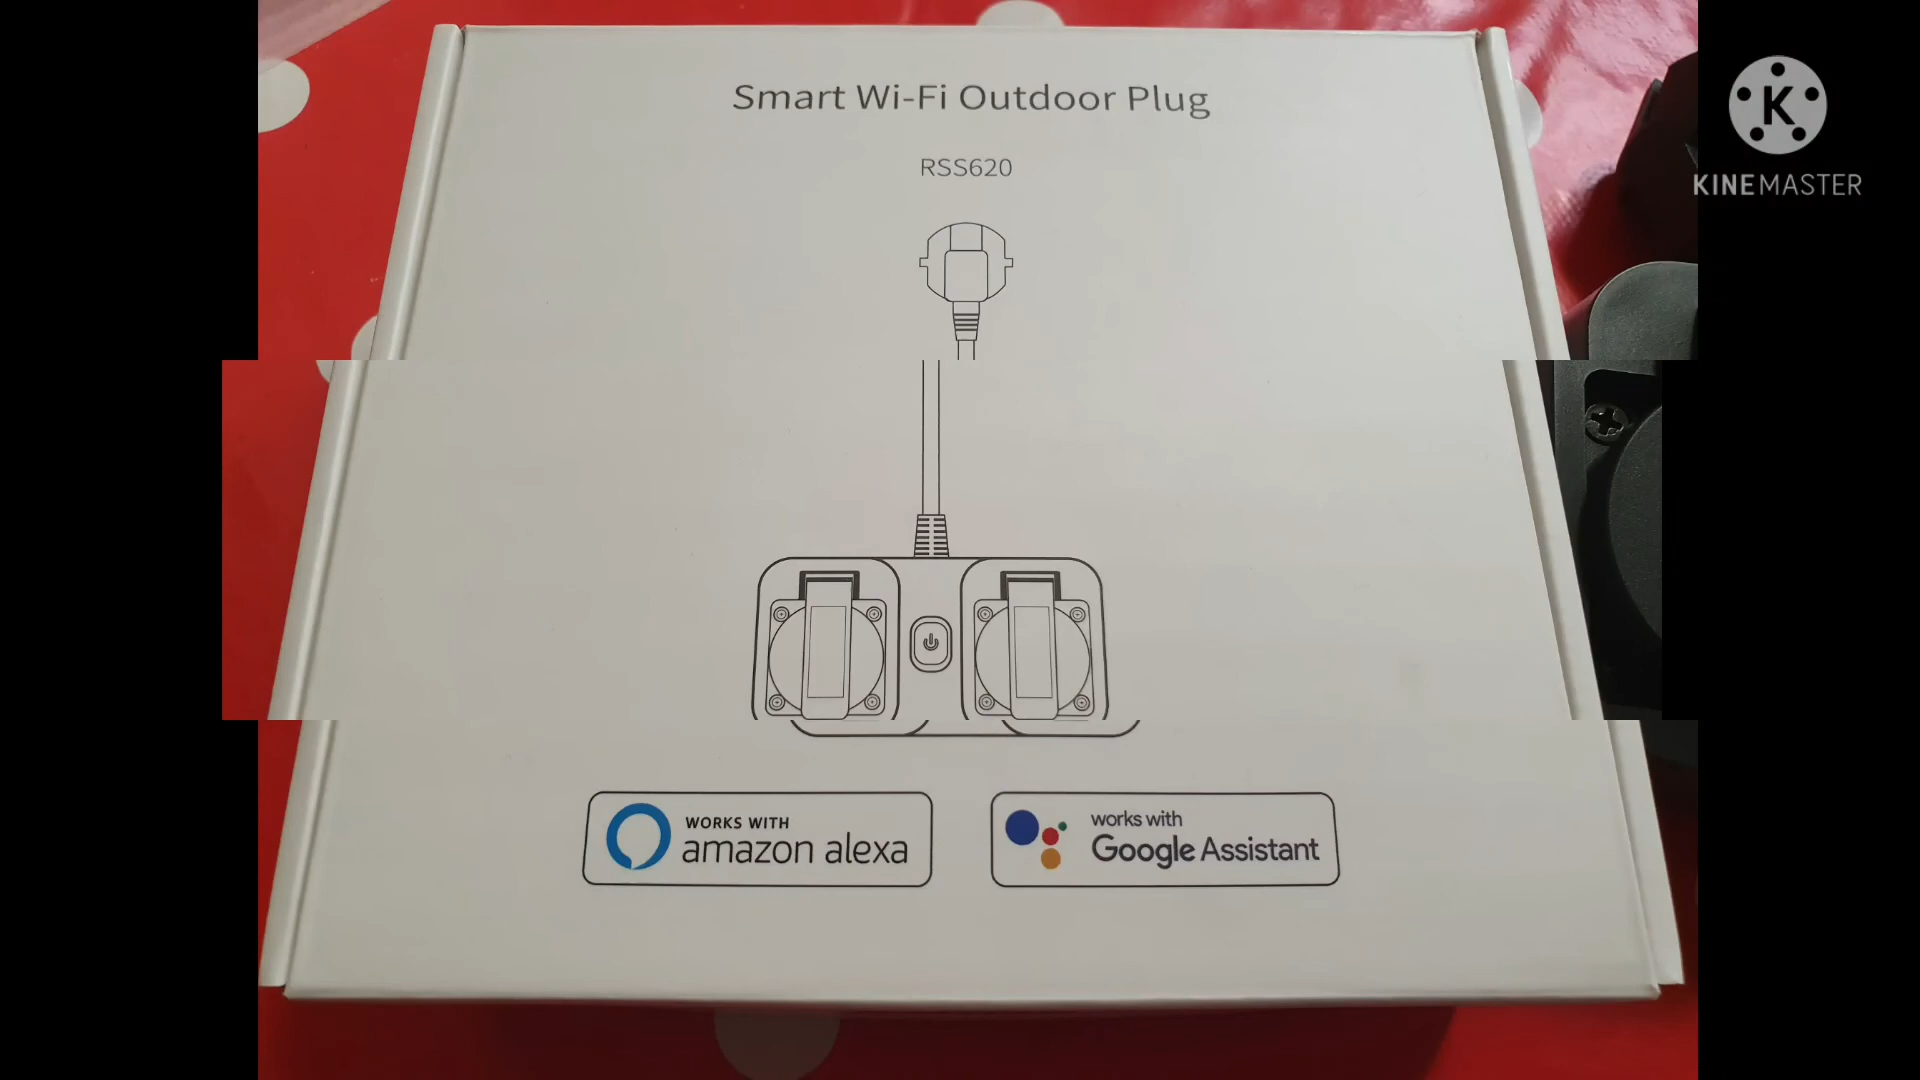 Smart Wi-Fi Outdoor Plug
RSS620
K
KINEMASTER
WORKS WITH
amazon alexa
works with
Google Assistant